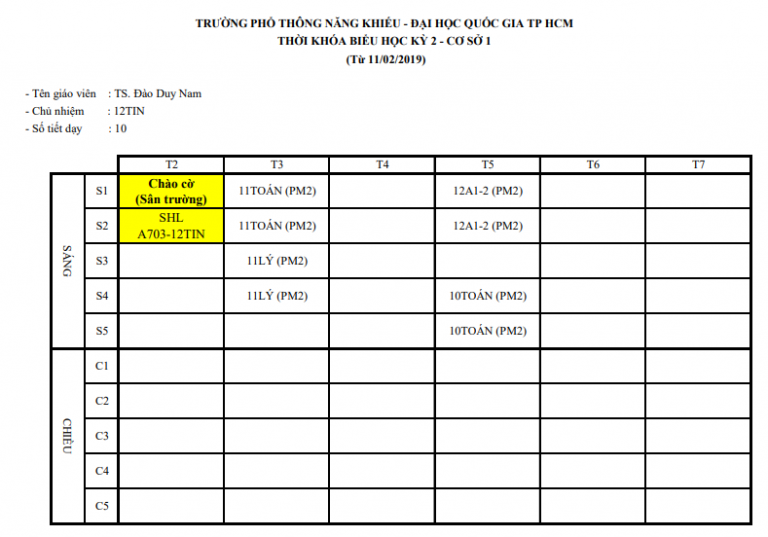 TRƯỜNG PHỔ THÔNG NĂNG KHIẾU - ĐẠI HỌC QUỐC GIA TP HCM
THỜI KHÓA BIỂU HỌC KỲ 2 - CƠ SỞ 1
(Từ 11/02/2019)
- Tên giáo viên : TS. Đào Duy Nam
- Chủ nhiệm : 12TIN
- Số tiết dạy : 10
T2 T3 T4 T5 T6 T7
SÁNG
S1 Chào cờ 11TOÁN (PM2) 12A1-2 (PM2)
(Sân trường)
S2 SHL 11TOÁN (PM2) 12A1-2 (PM2)
A703-12TIN
S3 11LÝ (PM2)
S4 11LÝ (PM2) 10TOÁN (PM2)
S5 10TOÁN (PM2)
CHIỀU
C1
C2
C3
C4
C5